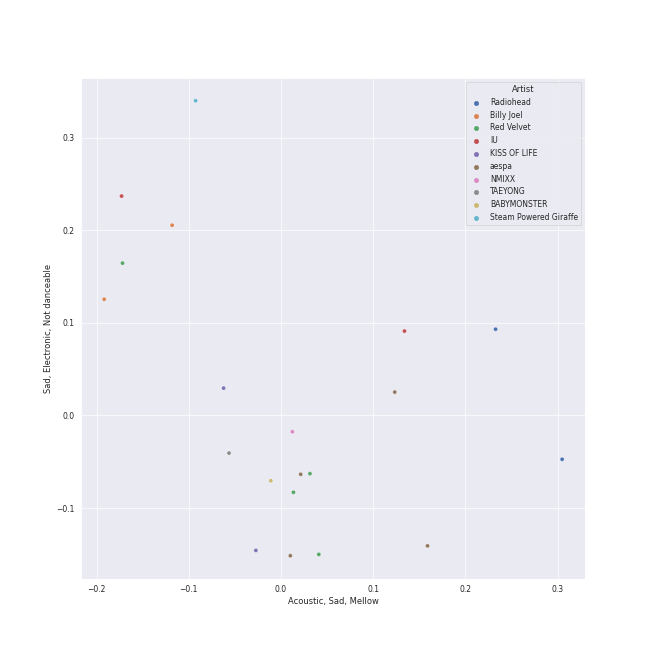 Artist
Radiohead
Billy Joel
Red Velvet
IU
KISS OF LIFE
aespa
NMIXX
TAEYONG
BABYMONSTER
Steam Powered Giraffe
0.3
0.2
0.1
0.0
−0.1
Sad, Electronic, Not danceable
−0.2 −0.1 0.0 0.1 0.2 0.3
Acoustic, Sad, Mellow